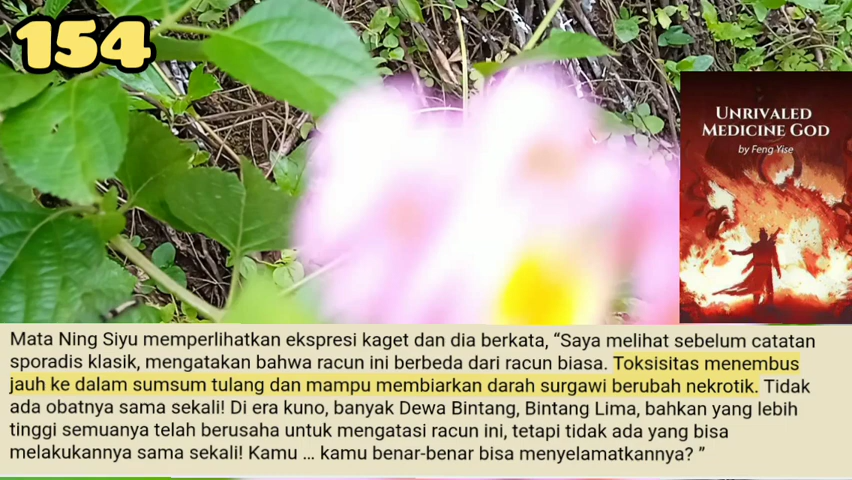 154
UNRIVALED
MEDICINE GOD
by Feng Yise
Mata Ning Siyu memperlihatkan ekspresi kaget dan dia berkata, “Saya melihat sebelum catatan
sporadis klasik, mengatakan bahwa racun ini berbeda dari racun biasa. Toksisitas menembus
jauh ke dalam sumsum tulang dan mampu membiarkan darah surgawi berubah nekrotik. Tidak
ada obatnya sama sekali! Di era kuno, banyak Dewa Bintang, Bintang Lima, bahkan yang lebih
tinggi semuanya telah berusaha untuk mengatasi racun ini, tetapi tidak ada yang bisa
melakukannya sama sekali! Kamu ... kamu benar-benar bisa menyelamatkannya? ”